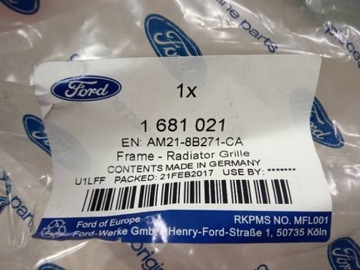 Ford
1x
1 681 021
EN: AM21-8B271-CA
Frame - Radiator Grille
CONTENTS MADE IN GERMANY
U1LFF PACKED: 21FEB2017 USE BY: --------
Ford of Europe
Ford-Werke GmbH
Henry-Ford-Straße 1, 50735 Köln
RKPMS NO. MFL001